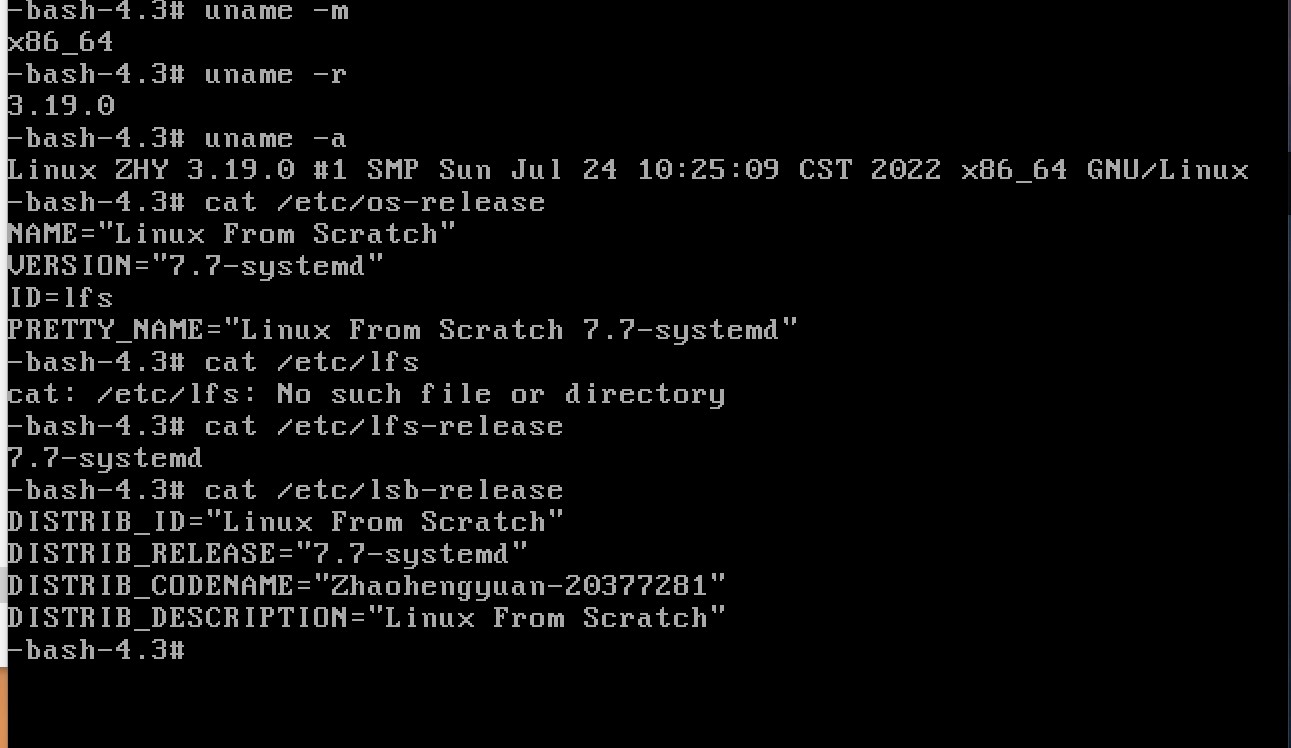 -bash-4.3# uname -m
x86_64
-bash-4.3# uname -r
3.19.0
-bash-4.3# uname -a
Linux ZHY 3.19.0 #1 SMP Sun Jul 24 10:25:09 CST 2022 x86_64 GNU/Linux
-bash-4.3# cat /etc/os-release
NAME="Linux From Scratch"
VERSION="7.7-systemd"
ID=lfs
PRETTY_NAME="Linux From Scratch 7.7-systemd"
-bash-4.3# cat /etc/lfs
cat: /etc/lfs: No such file or directory
-bash-4.3# cat /etc/lfs-release
7.7-systemd
-bash-4.3# cat /etc/lsb-release
DISTRIB_ID="Linux From Scratch"
DISTRIB_RELEASE="7.7-systemd"
DISTRIB_CODENAME="Zhaohengyuan-20377281"
DISTRIB_DESCRIPTION="Linux From Scratch"
-bash-4.3#